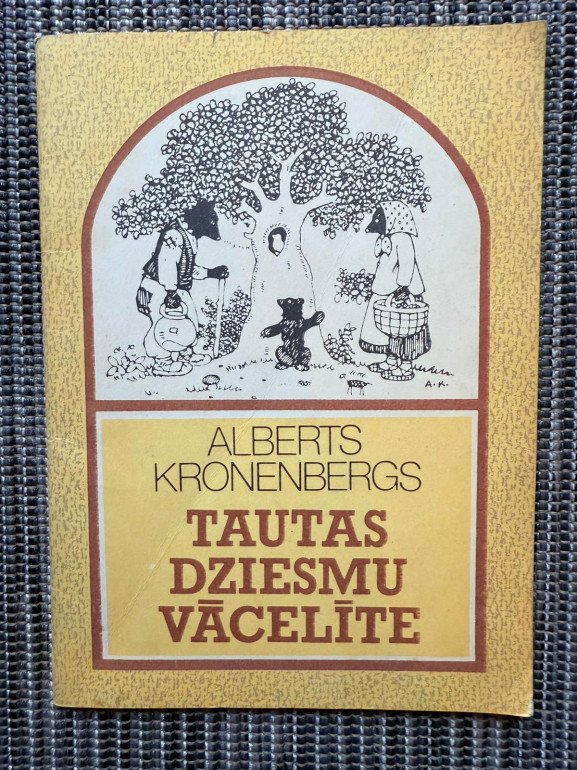 A.K.
ALBERTS
KRONENBERGS
TAUTAS
DZIESMU
VĀCELĪTE